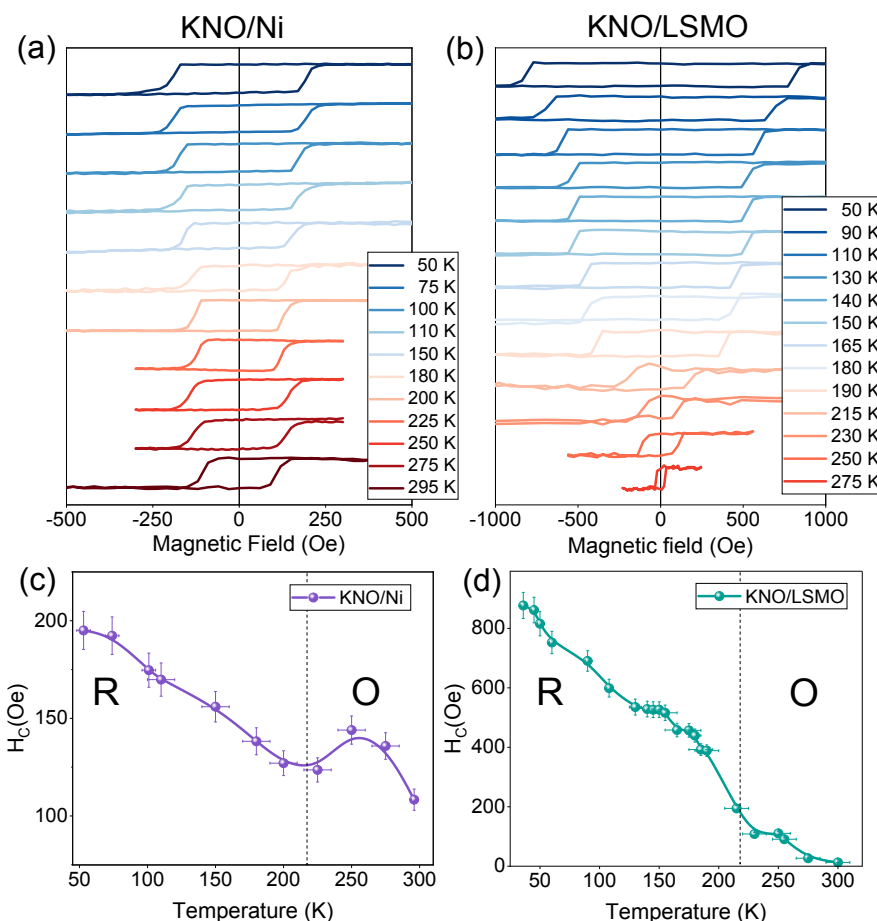 KNO/Ni
KNO/LSMO
(a)
50 K
75 K
100 K
110 K
150 K
180 K
200 K
225 K
250 K
275 K
295 K
-500 -250 0 250 500
Magnetic Field (Oe)
(b)
50 K
90 K
110 K
130 K
140 K
150 K
165 K
180 K
190 K
215 K
230 K
250 K
275 K
-1000 -500 0 500 1000
Magnetic field (Oe)
(c)
KNO/Ni
R
O
200
150
100
H_C(Oe)
50 100 150 200 250 300
Temperature (K)
(d)
KNO/LSMO
R
O
800
600
400
200
0
H_C(Oe)
50 100 150 200 250 300
Temperature (K)